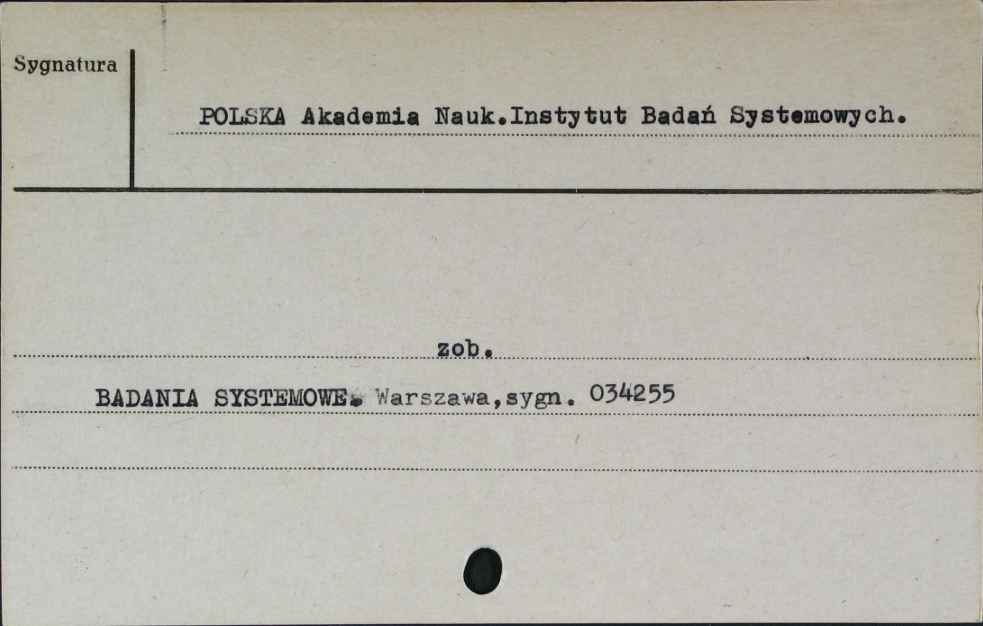 Sygnatura
POLSKA Akademia Nauk.Instytut Badań Systemowych.
zob.
BADANIA SYSTEMOWE. Warszawa,sygn. 034255